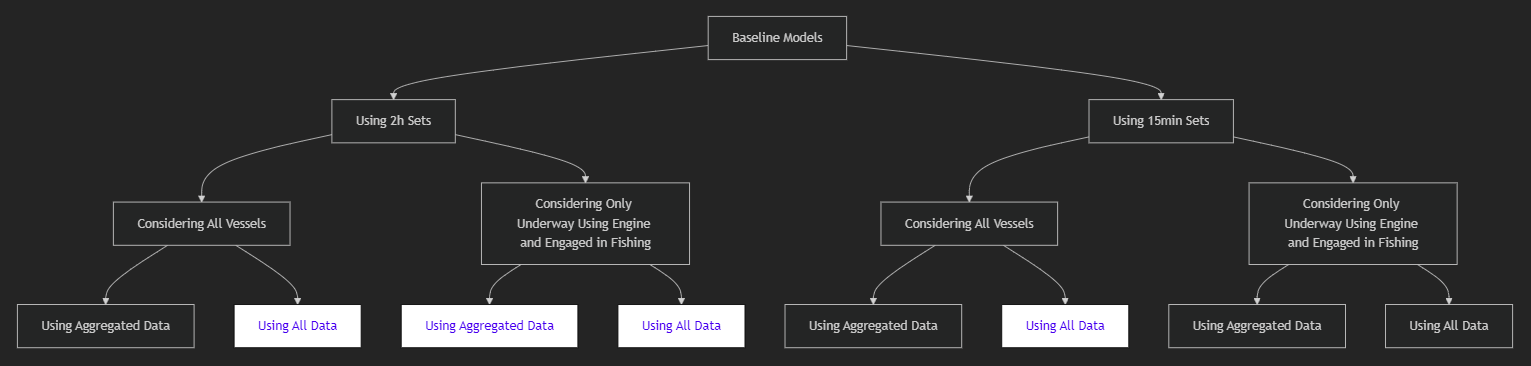 Baseline Models
Using 2h Sets
Using 15min Sets
Considering All Vessels
Considering Only
Underway Using Engine
and Engaged in Fishing
Considering All Vessels
Considering Only
Underway Using Engine
and Engaged in Fishing
Using Aggregated Data
Using All Data
Using Aggregated Data
Using All Data
Using Aggregated Data
Using All Data
Using Aggregated Data
Using All Data